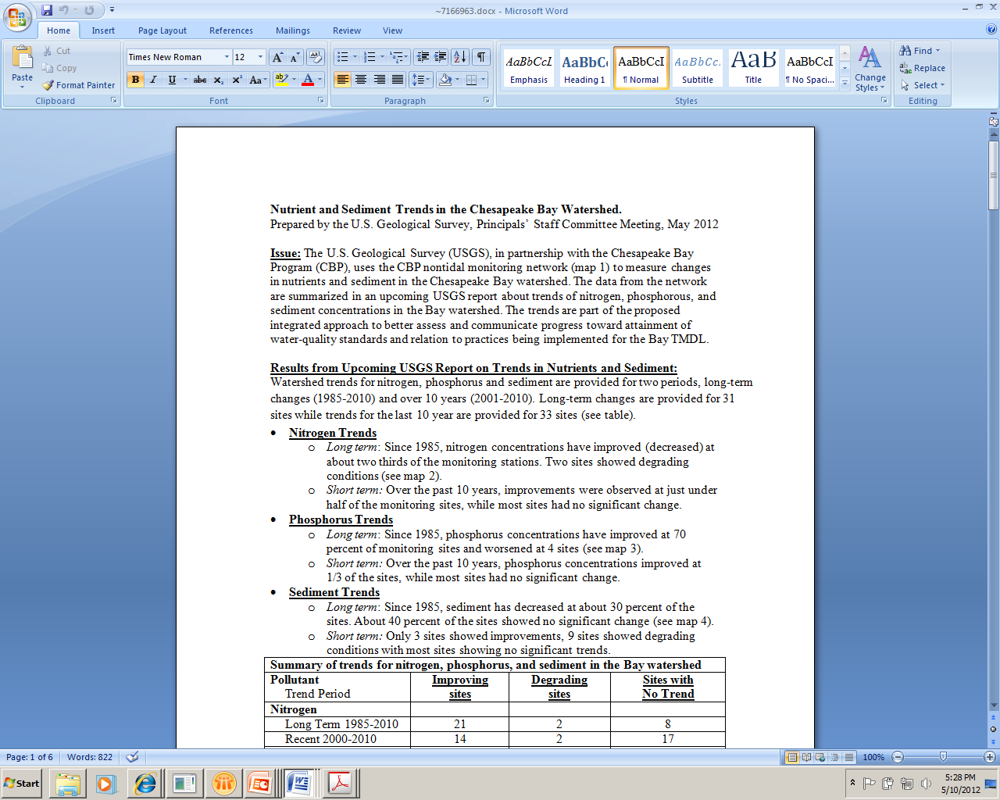 ~7166963.docx - Microsoft Word
Home Insert Page Layout References Mailings Review View
Paste
Cut
Copy
Format Painter
Clipboard
Times New Roman 12
B I U abc x₂ x² Aa
ab A
Font
Paragraph
AaBbCcI AaBbC AaBbCcI AaBbCc. AaB AaBbCcI
Emphasis Heading 1 ¶ Normal Subtitle Title ¶ No Spaci...
Change Styles
Styles
Find
Replace
Select
Editing
Nutrient and Sediment Trends in the Chesapeake Bay Watershed.
Prepared by the U.S. Geological Survey, Principals’ Staff Committee Meeting, May 2012
Issue: The U.S. Geological Survey (USGS), in partnership with the Chesapeake Bay
Program (CBP), uses the CBP nontidal monitoring network (map 1) to measure changes
in nutrients and sediment in the Chesapeake Bay watershed. The data from the network
are summarized in an upcoming USGS report about trends of nitrogen, phosphorous, and
sediment concentrations in the Bay watershed. The trends are part of the proposed
integrated approach to better assess and communicate progress toward attainment of
water-quality standards and relation to practices being implemented for the Bay TMDL.
Results from Upcoming USGS Report on Trends in Nutrients and Sediment:
Watershed trends for nitrogen, phosphorus and sediment are provided for two periods, long-term
changes (1985-2010) and over 10 years (2001-2010). Long-term changes are provided for 31
sites while trends for the last 10 year are provided for 33 sites (see table).
• Nitrogen Trends
o Long term: Since 1985, nitrogen concentrations have improved (decreased) at
about two thirds of the monitoring stations. Two sites showed degrading
conditions (see map 2).
o Short term: Over the past 10 years, improvements were observed at just under
half of the monitoring sites, while most sites had no significant change.
• Phosphorus Trends
o Long term: Since 1985, phosphorus concentrations have improved at 70
percent of monitoring sites and worsened at 4 sites (see map 3).
o Short term: Over the past 10 years, phosphorus concentrations improved at
1/3 of the sites, while most sites had no significant change.
• Sediment Trends
o Long term: Since 1985, sediment has decreased at about 30 percent of the
sites. About 40 percent of the sites showed no significant change (see map 4).
o Short term: Only 3 sites showed improvements, 9 sites showed degrading
conditions with most sites showing no significant trends.
Summary of trends for nitrogen, phosphorus, and sediment in the Bay watershed
Pollutant Improving Degrading Sites with
Trend Period sites sites No Trend
Nitrogen
Long Term 1985-2010 21 2 8
Recent 2000-2010 14 2 17
Page: 1 of 6 Words: 822 100%
Start
5:28 PM
5/10/2012